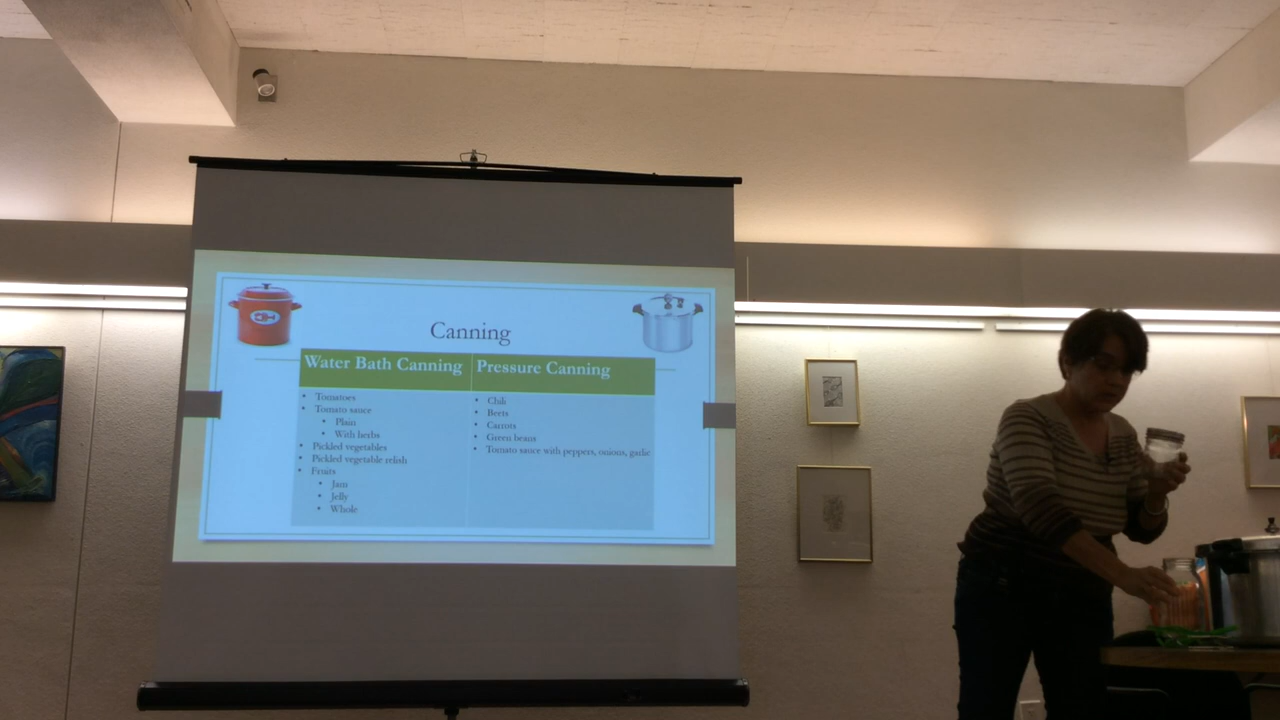 Canning
Water Bath Canning
Pressure Canning
• Tomatoes
• Tomato sauce
• Plain
• With herbs
• Pickled vegetables
• Pickled vegetable relish
• Fruits
• Jam
• Jelly
• Whole
• Chili
• Beets
• Carrots
• Green beans
• Tomato sauce with peppers, onions, garlic